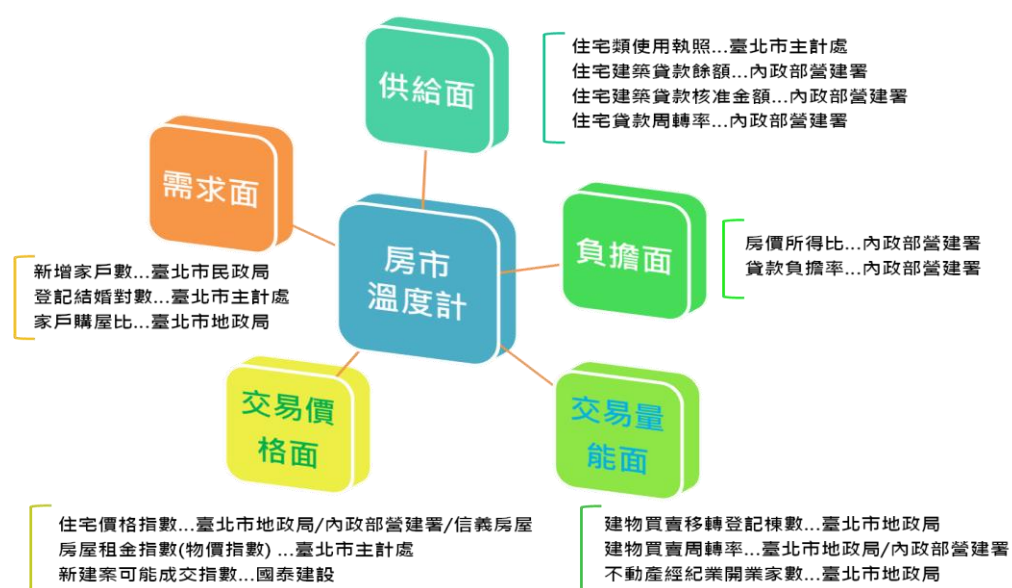 供給面
住宅類使用執照...臺北市主計處
住宅建築貸款餘額...內政部營建署
住宅建築貸款核准金額...內政部營建署
住宅貸款周轉率...內政部營建署
需求面
新增家戶數...臺北市民政局
登記結婚對數...臺北市主計處
家戶購屋比...臺北市地政局
房市
溫度計
負擔面
房價所得比...內政部營建署
貸款負擔率...內政部營建署
交易價
格面
住宅價格指數...臺北市地政局/內政部營建署/信義房屋
房屋租金指數(物價指數) ...臺北市主計處
新建案可能成交指數...國泰建設
交易量
能面
建物買賣移轉登記棟數...臺北市地政局
建物買賣周轉率...臺北市地政局/內政部營建署
不動產經紀業開業家數...臺北市地政局